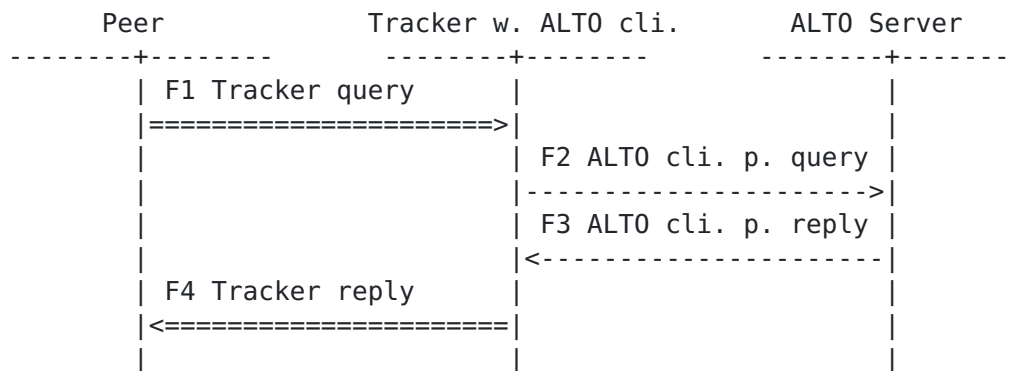 Peer Tracker w. ALTO cli. ALTO Server
F1 Tracker query
F2 ALTO cli. p. query
F3 ALTO cli. p. reply
F4 Tracker reply